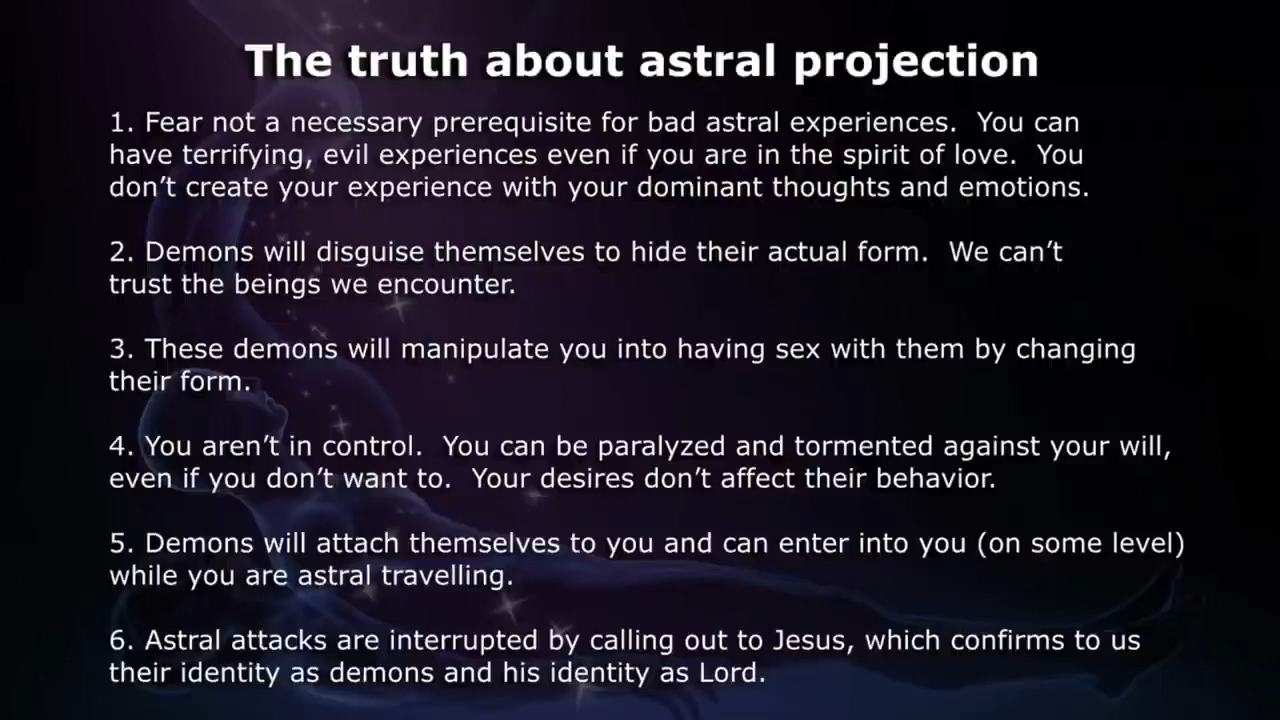 The truth about astral projection
1. Fear not a necessary prerequisite for bad astral experiences.  You can
have terrifying, evil experiences even if you are in the spirit of love.  You
don't create your experience with your dominant thoughts and emotions.
2. Demons will disguise themselves to hide their actual form.  We can't
trust the beings we encounter.
3. These demons will manipulate you into having sex with them by changing
their form.
4. You aren't in control.  You can be paralyzed and tormented against your will,
even if you don't want to.  Your desires don't affect their behavior.
5. Demons will attach themselves to you and can enter into you (on some level)
while you are astral travelling.
6. Astral attacks are interrupted by calling out to Jesus, which confirms to us
their identity as demons and his identity as Lord.